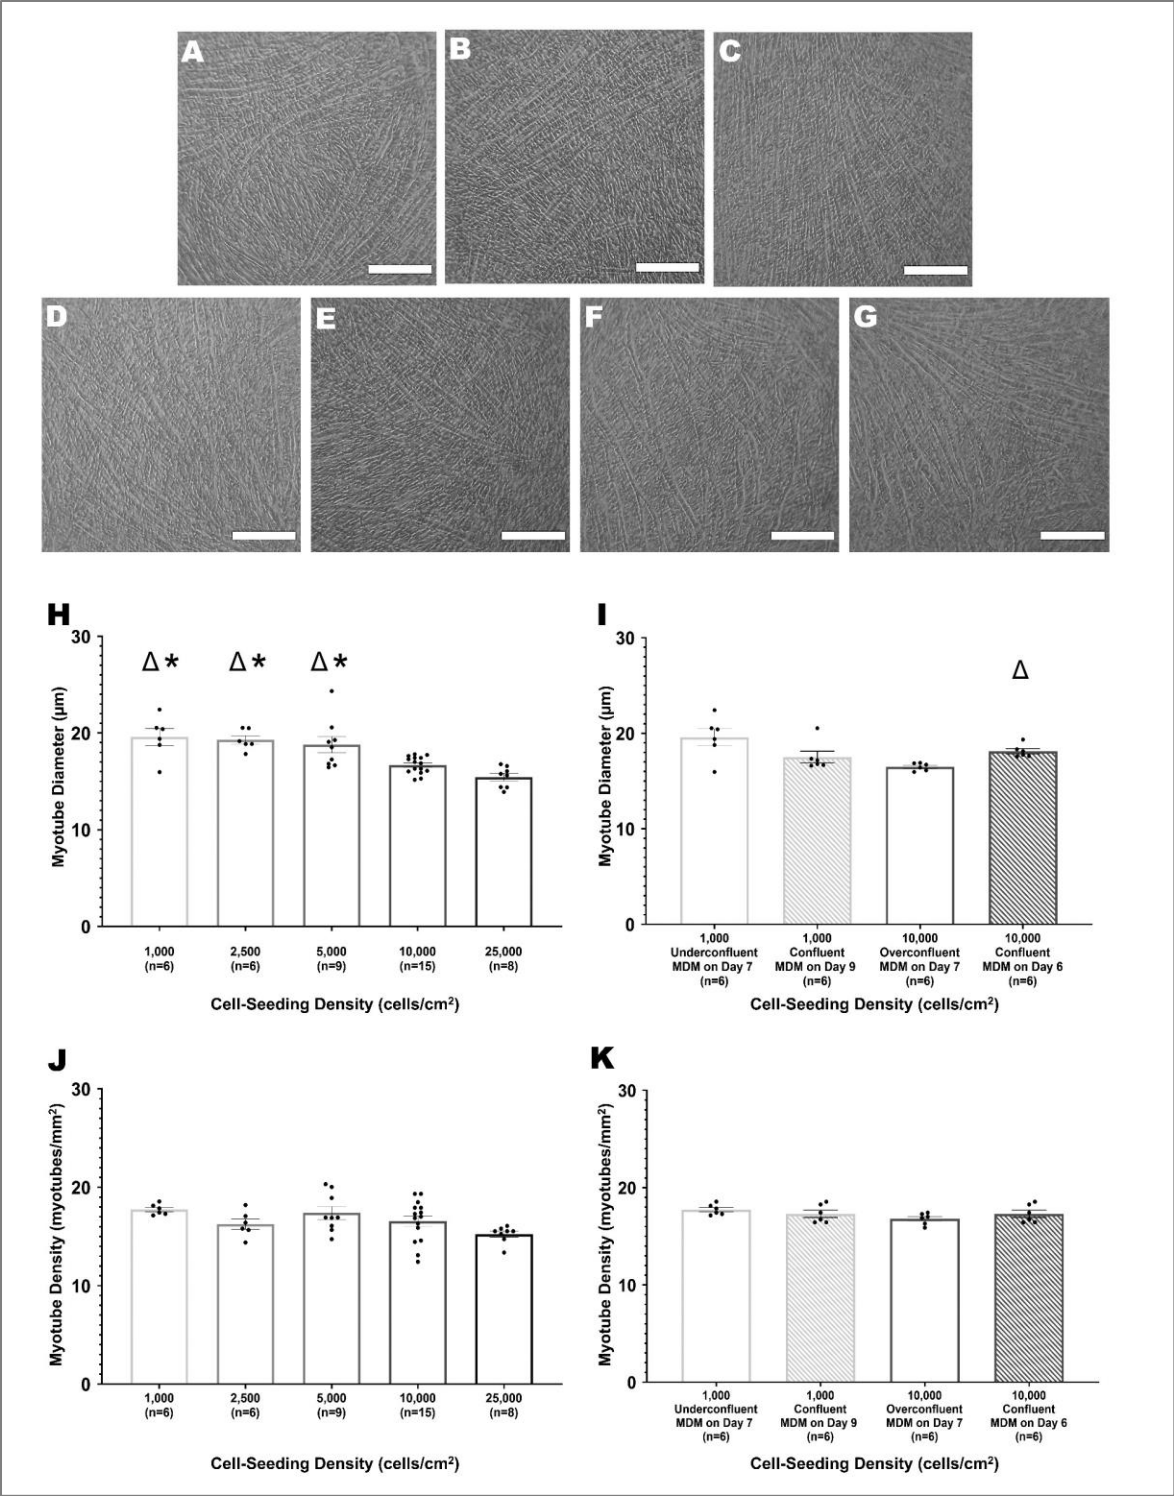 A
B
C
D
E
F
G
H
30
20
10
0
Myotube Diameter (µm)
Δ * Δ * Δ *
1,000 2,500 5,000 10,000 25,000
(n=6) (n=6) (n=9) (n=15) (n=8)
Cell-Seeding Density (cells/cm²)
I
30
20
10
0
Myotube Diameter (µm)
Δ
1,000 1,000 10,000 10,000
Underconfluent Confluent Overconfluent Confluent
MDM on Day 7 MDM on Day 9 MDM on Day 7 MDM on Day 6
(n=6) (n=6) (n=6) (n=6)
Cell-Seeding Density (cells/cm²)
J
30
20
10
0
Myotube Density (myotubes/mm²)
1,000 2,500 5,000 10,000 25,000
(n=6) (n=6) (n=9) (n=15) (n=8)
Cell-Seeding Density (cells/cm²)
K
30
20
10
0
Myotube Density (myotubes/mm²)
1,000 1,000 10,000 10,000
Underconfluent Confluent Overconfluent Confluent
MDM on Day 7 MDM on Day 9 MDM on Day 7 MDM on Day 6
(n=6) (n=6) (n=6) (n=6)
Cell-Seeding Density (cells/cm²)